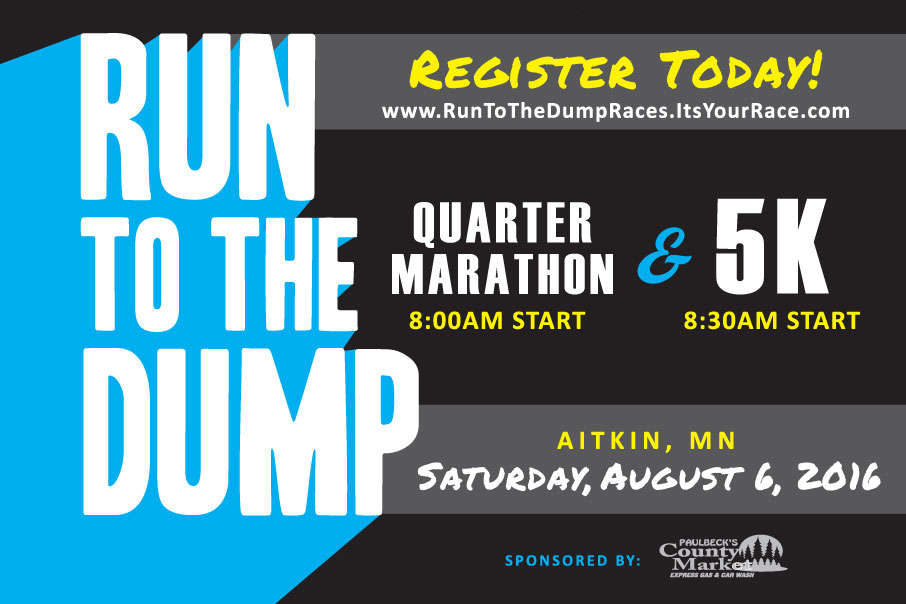 RUN
TO THE
DUMP
REGISTER TODAY!
www.RunToTheDumpRaces.ItsYourRace.com
QUARTER
MARATHON
8:00AM START
&
5K
8:30AM START
AITKIN, MN
SATURDAY, AUGUST 6, 2016
SPONSORED BY:
PAULBECK'S
County
Market
EXPRESS GAS & CAR WASH